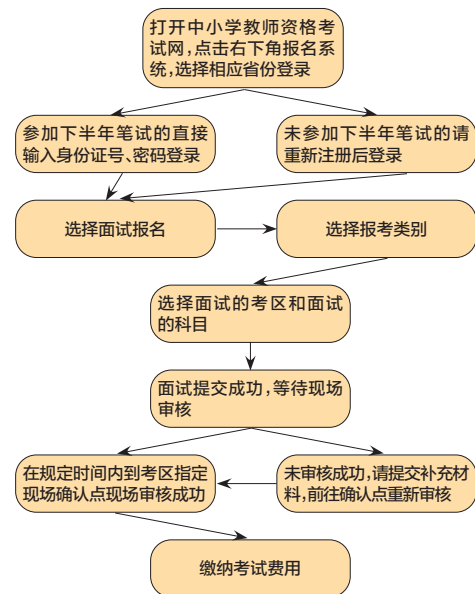 打开中小学教师资格考
试网,点击右下角报名系
统,选择相应省份登录
参加下半年笔试的直接
输入身份证号、密码登录
未参加下半年笔试的请
重新注册后登录
选择面试报名
选择报考类别
选择面试的考区和面试
的科目
面试提交成功,等待现场
审核
在规定时间内到考区指定
现场确认点现场审核成功
未审核成功,请提交补充材
料,前往确认点重新审核
缴纳考试费用